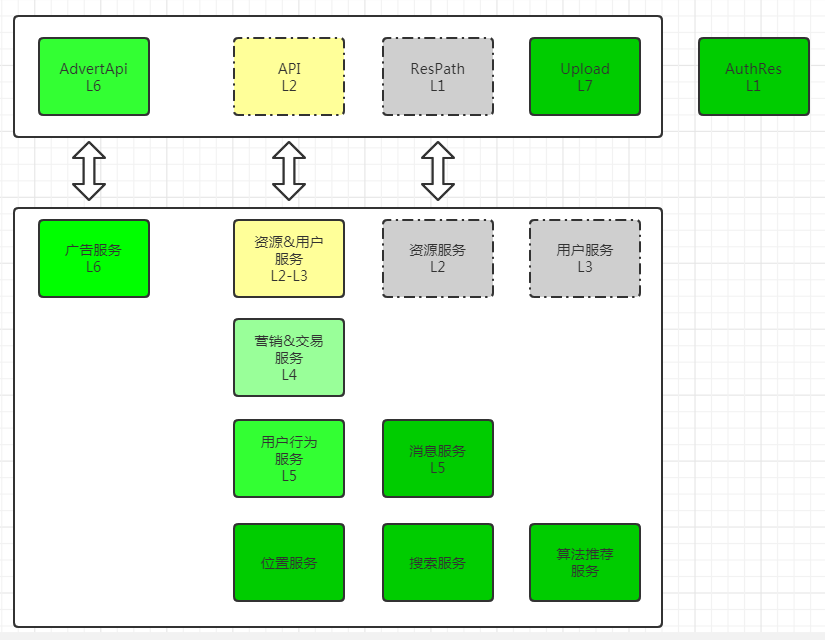 AdvertApi
L6
API
L2
ResPath
L1
Upload
L7
AuthRes
L1
广告服务
L6
资源&用户
服务
L2-L3
资源服务
L2
用户服务
L3
营销&交易
服务
L4
用户行为
服务
L5
消息服务
L5
位置服务
搜索服务
算法推荐
服务